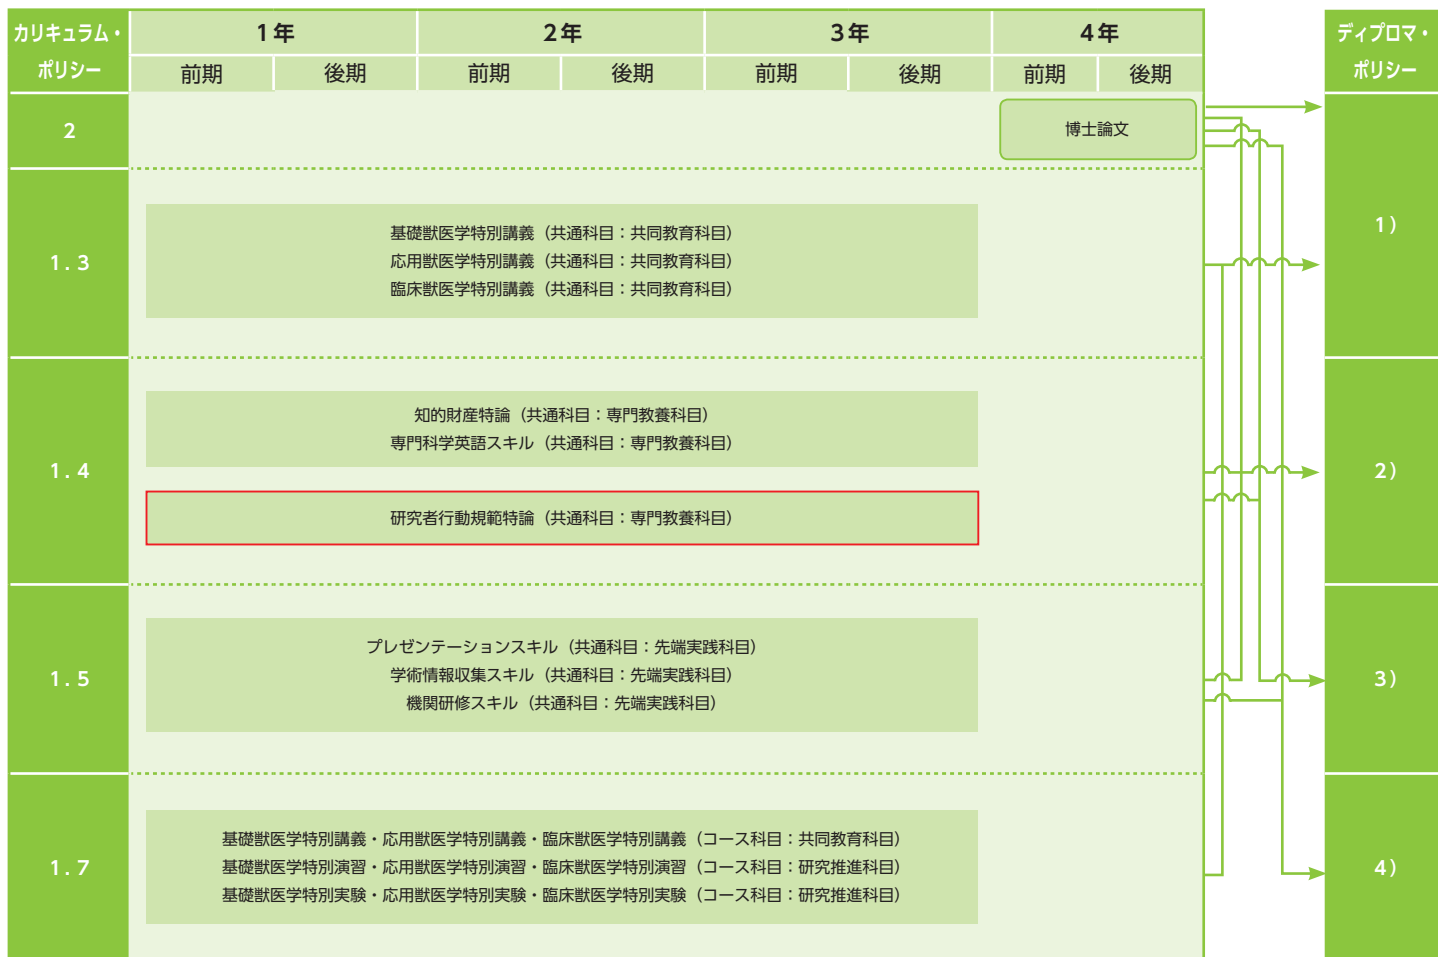 カリキュラム・
ポリシー
1年
2年
3年
4年
ディプロマ・
ポリシー
前期
後期
前期
後期
前期
後期
前期
後期
2
博士論文
1.3
基礎獣医学特別講義（共通科目：共同教育科目）
応用獣医学特別講義（共通科目：共同教育科目）
臨床獣医学特別講義（共通科目：共同教育科目）
1）
1.4
知的財産特論（共通科目：専門教養科目）
専門科学英語スキル（共通科目：専門教養科目）
研究者行動規範特論（共通科目：専門教養科目）
2）
1.5
プレゼンテーションスキル（共通科目：先端実践科目）
学術情報収集スキル（共通科目：先端実践科目）
機関研修スキル（共通科目：先端実践科目）
3）
1.7
基礎獣医学特別講義・応用獣医学特別講義・臨床獣医学特別講義（コース科目：共同教育科目）
基礎獣医学特別演習・応用獣医学特別演習・臨床獣医学特別演習（コース科目：研究推進科目）
基礎獣医学特別実験・応用獣医学特別実験・臨床獣医学特別実験（コース科目：研究推進科目）
4）